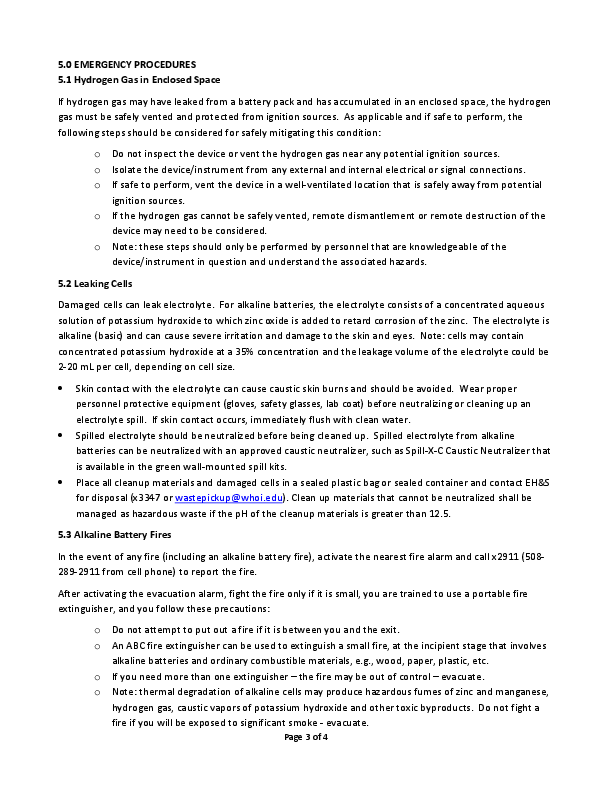 5.0 EMERGENCY PROCEDURES
5.1 Hydrogen Gas in Enclosed Space
If hydrogen gas may have leaked from a battery pack and has accumulated in an enclosed space, the hydrogen
gas must be safely vented and protected from ignition sources. As applicable and if safe to perform, the
following steps should be considered for safely mitigating this condition:
o Do not inspect the device or vent the hydrogen gas near any potential ignition sources.
o Isolate the device/instrument from any external and internal electrical or signal connections.
o If safe to perform, vent the device in a well-ventilated location that is safely away from potential
ignition sources.
o If the hydrogen gas cannot be safely vented, remote dismantlement or remote destruction of the
device may need to be considered.
o Note: these steps should only be performed by personnel that are knowledgeable of the
device/instrument in question and understand the associated hazards.
5.2 Leaking Cells
Damaged cells can leak electrolyte. For alkaline batteries, the electrolyte consists of a concentrated aqueous
solution of potassium hydroxide to which zinc oxide is added to retard corrosion of the zinc. The electrolyte is
alkaline (basic) and can cause severe irritation and damage to the skin and eyes. Note: cells may contain
concentrated potassium hydroxide at a 35% concentration and the leakage volume of the electrolyte could be
2-20 mL per cell, depending on cell size.
• Skin contact with the electrolyte can cause caustic skin burns and should be avoided. Wear proper
personnel protective equipment (gloves, safety glasses, lab coat) before neutralizing or cleaning up an
electrolyte spill. If skin contact occurs, immediately flush with clean water.
• Spilled electrolyte should be neutralized before being cleaned up. Spilled electrolyte from alkaline
batteries can be neutralized with an approved caustic neutralizer, such as Spill-X-C Caustic Neutralizer that
is available in the green wall-mounted spill kits.
• Place all cleanup materials and damaged cells in a sealed plastic bag or sealed container and contact EH&S
for disposal (x3347 or wastepickup@whoi.edu). Clean up materials that cannot be neutralized shall be
managed as hazardous waste if the pH of the cleanup materials is greater than 12.5.
5.3 Alkaline Battery Fires
In the event of any fire (including an alkaline battery fire), activate the nearest fire alarm and call x2911 (508-
289-2911 from cell phone) to report the fire.
After activating the evacuation alarm, fight the fire only if it is small, you are trained to use a portable fire
extinguisher, and you follow these precautions:
o Do not attempt to put out a fire if it is between you and the exit.
o An ABC fire extinguisher can be used to extinguish a small fire, at the incipient stage that involves
alkaline batteries and ordinary combustible materials, e.g., wood, paper, plastic, etc.
o If you need more than one extinguisher – the fire may be out of control – evacuate.
o Note: thermal degradation of alkaline cells may produce hazardous fumes of zinc and manganese,
hydrogen gas, caustic vapors of potassium hydroxide and other toxic byproducts. Do not fight a
fire if you will be exposed to significant smoke - evacuate.
Page 3 of 4